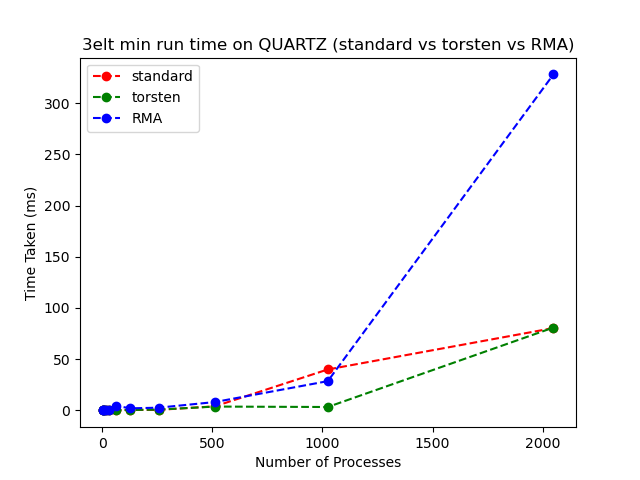 3elt min run time on QUARTZ (standard vs torsten vs RMA)
standard
torsten
RMA
300
250
200
150
100
50
0
Time Taken (ms)
0 500 1000 1500 2000
Number of Processes